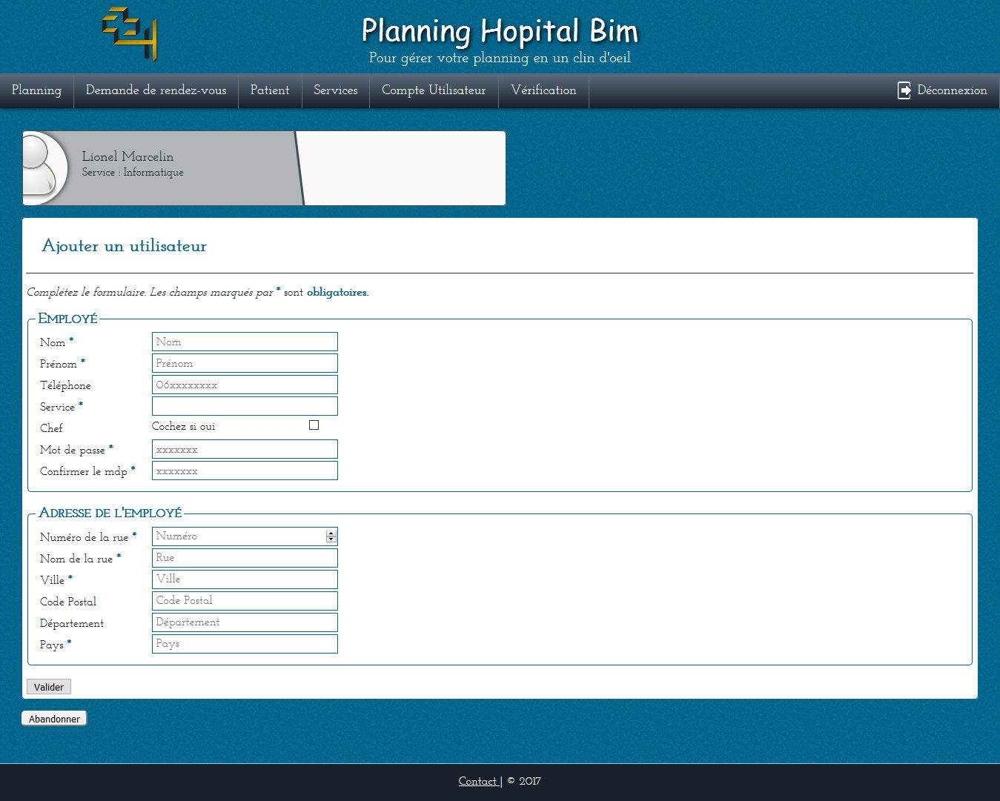 Planning Hopital Bim
Pour gérer votre planning en un clin d'oeil
Planning Demande de rendez-vous Patient Services Compte Utilisateur Vérification Déconnexion
Lionel Marcelin
Service : Informatique
Ajouter un utilisateur
Complétez le formulaire. Les champs marqués par * sont obligatoires.
EMPLOYÉ
Nom * Nom
Prénom * Prénom
Téléphone 06xxxxxxxx
Service *
Chef Cochez si oui
Mot de passe * xxxxxxx
Confirmer le mdp * xxxxxxx
ADRESSE DE L'EMPLOYÉ
Numéro de la rue * Numéro
Nom de la rue * Rue
Ville * Ville
Code Postal Code Postal
Département Département
Pays * Pays
Valider
Abandonner
Contact | © 2017